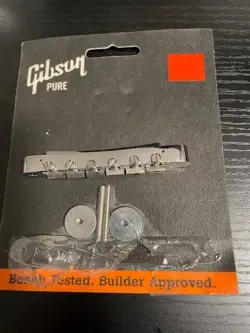 Gibson
PURE
Bench Tested. Builder Approved.